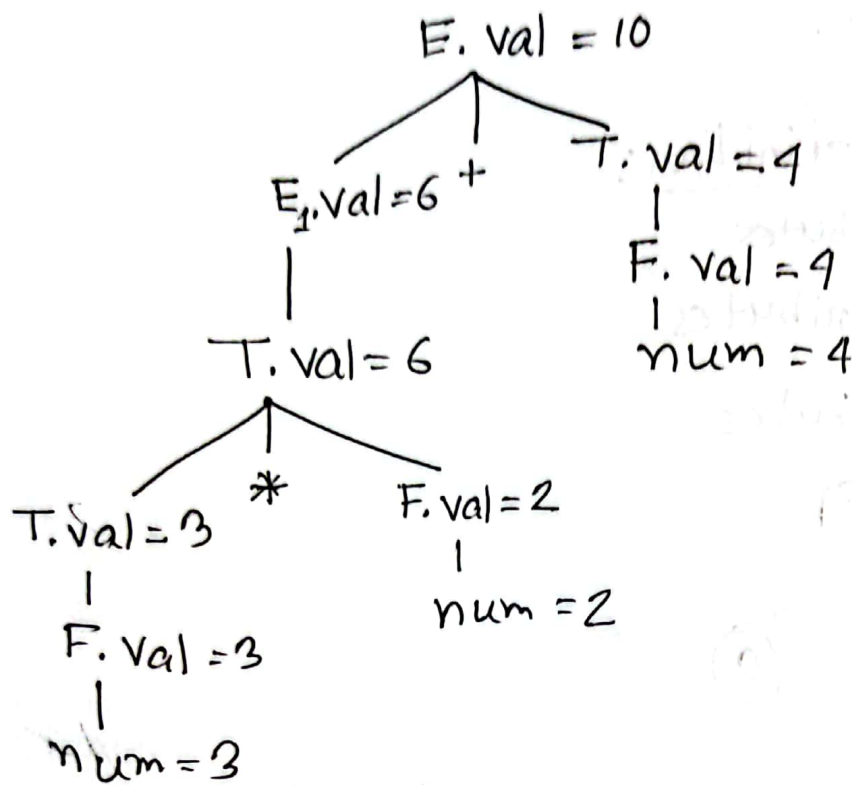 E. val = 10
E₁.val=6 + T. val = 4
F. val = 4
T. val = 6 num = 4
T. val = 3 * F. val = 2
num = 2
F. val = 3
num = 3